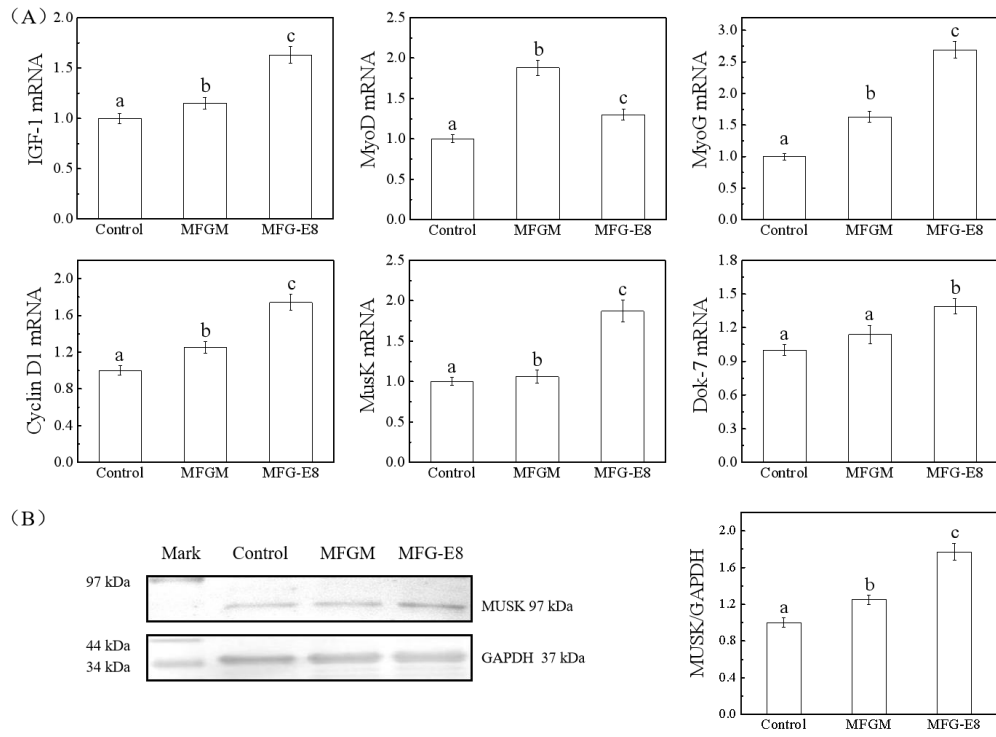 (A)
IGF-1 mRNA
2.0
1.5
1.0
0.5
0.0
a
b
c
Control MFGM MFG-E8
MyoD mRNA
2.5
2.0
1.5
1.0
0.5
0.0
a
b
c
Control MFGM MFG-E8
MyoG mRNA
3.0
2.5
2.0
1.5
1.0
0.5
0.0
a
b
c
Control MFGM MFG-E8
Cyclin D1 mRNA
2.0
1.6
1.2
0.8
0.4
0.0
a
b
c
Control MFGM MFG-E8
MusK mRNA
2.5
2.0
1.5
1.0
0.5
0.0
a
b
c
Control MFGM MFG-E8
Dok-7 mRNA
1.8
1.5
1.2
0.9
0.6
0.3
0.0
a
a
b
Control MFGM MFG-E8
(B)
Mark Control MFGM MFG-E8
97 kDa
MUSK 97 kDa
44 kDa
34 kDa
GAPDH 37 kDa
MUSK/GAPDH
2.0
1.6
1.2
0.8
0.4
0.0
a
b
c
Control MFGM MFG-E8